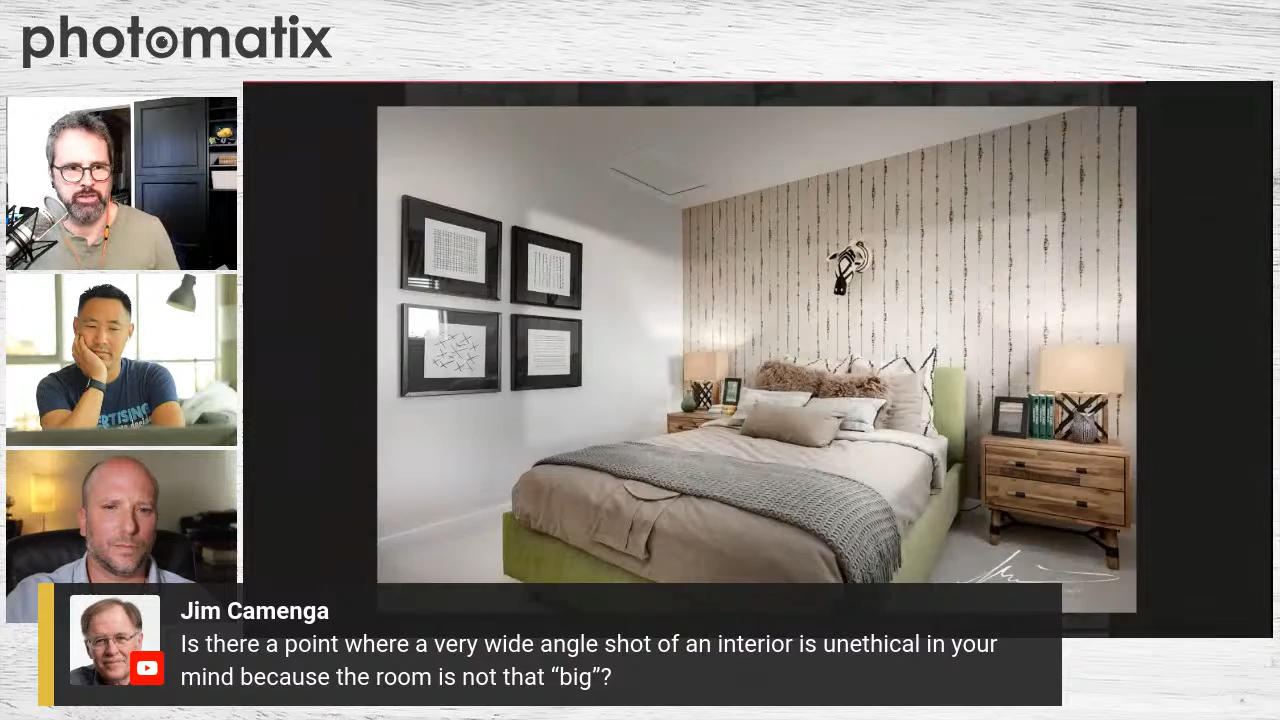 photomatix
Jim Camenga
Is there a point where a very wide angle shot of an interior is unethical in your
mind because the room is not that “big”?